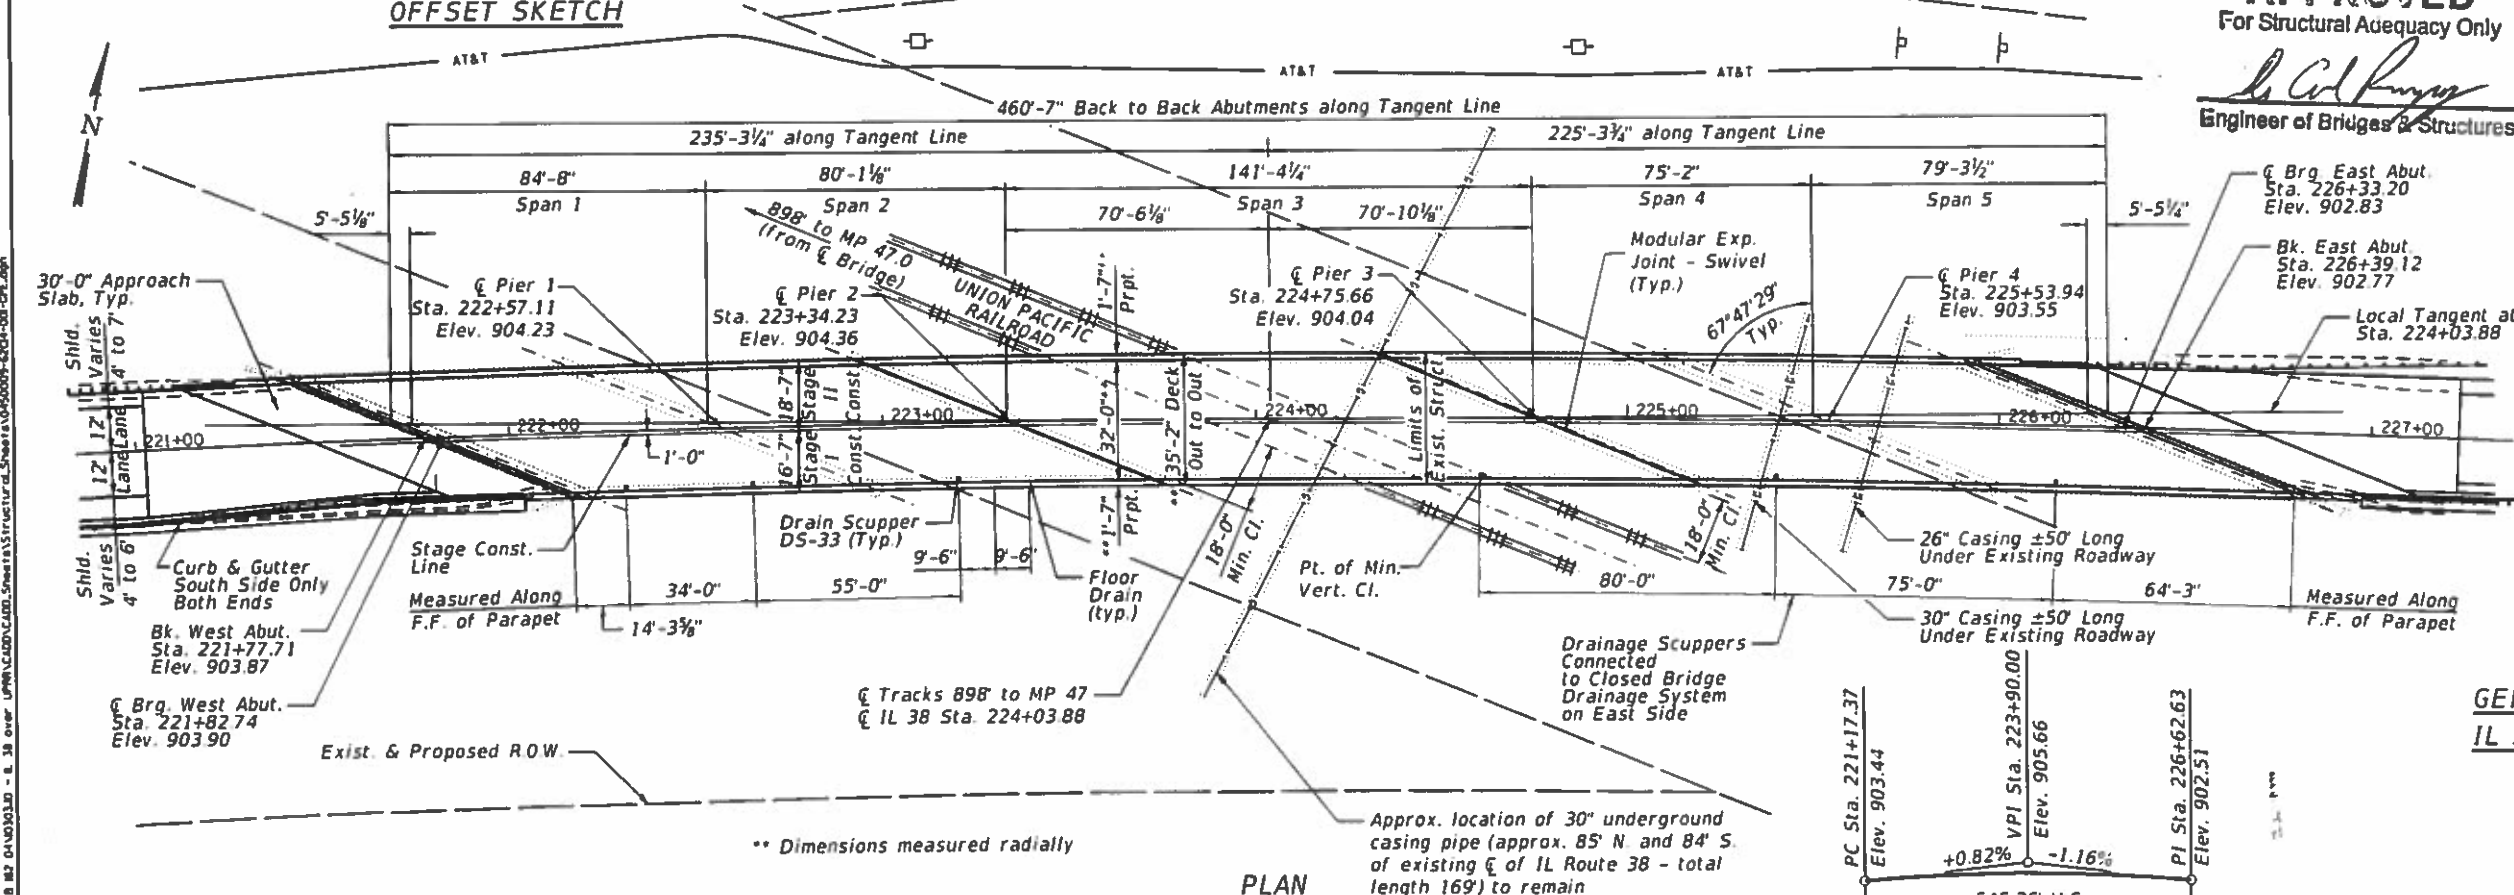 OFFSET SKETCH
For Structural Adequacy Only
Engineer of Bridges & Structures
AT&T
AT&T
AT&T
N
460'-7" Back to Back Abutments along Tangent Line
235'-3¼" along Tangent Line
225'-3¾" along Tangent Line
84'-8"
80'-1⅛"
141'-4¼"
75'-2"
79'-3½"
Span 1
Span 2
Span 3
Span 4
Span 5
5'-5⅛"
70'-6⅛"
70'-10⅛"
5'-5¼"
898' to MP 47.0
(from ℄ Bridge)
UNION PACIFIC
RAILROAD
30'-0" Approach
Slab, Typ.
℄ Pier 1
Sta. 222+57.11
Elev. 904.23
℄ Pier 2
Sta. 223+34.23
Elev. 904.36
1'-7"**
Prpt.
℄ Pier 3
Sta. 224+75.66
Elev. 904.04
Modular Exp.
Joint - Swivel
(Typ.)
67°47'29"
Typ.
℄ Pier 4
Sta. 225+53.94
Elev. 903.55
℄ Brg. East Abut.
Sta. 226+33.20
Elev. 902.83
Bk. East Abut.
Sta. 226+39.12
Elev. 902.77
Local Tangent at
Sta. 224+03.88
Shld.
Varies
4' to 7'
12'
Lane
12'
Lane
Shld.
Varies
4' to 6'
221+00
222+00
223+00
224+00
225+00
226+00
227+00
1'-0"
18'-7"
Stage II
Const.
16'-7"
Stage I
Const.
32'-0"**
**35'-2" Deck
Out to Out
Limits of
Exist. Struct.
**1'-7"
Prpt.
Curb & Gutter
South Side Only
Both Ends
Stage Const.
Line
Measured Along
F.F. of Parapet
34'-0"
55'-0"
14'-3⅝"
Drain Scupper
DS-33 (Typ.)
9'-6"
9'-6"
Floor
Drain
(typ.)
18'-0"
Min. Cl.
Pt. of Min.
Vert. Cl.
18'-0"
Min. Cl.
80'-0"
75'-0"
64'-3"
26" Casing ±50' Long
Under Existing Roadway
30" Casing ±50' Long
Under Existing Roadway
Measured Along
F.F. of Parapet
Bk. West Abut.
Sta. 221+77.71
Elev. 903.87
℄ Brg. West Abut.
Sta. 221+82.74
Elev. 903.90
℄ Tracks 898' to MP 47
℄ IL 38 Sta. 224+03.88
Drainage Scuppers
Connected
to Closed Bridge
Drainage System
on East Side
Exist. & Proposed R.O.W.
** Dimensions measured radially
Approx. location of 30" underground
casing pipe (approx. 85' N. and 84' S.
of existing ℄ of IL Route 38 - total
length 169') to remain
PLAN
PC Sta. 221+17.37
Elev. 903.44
VPI Sta. 223+90.00
Elev. 905.66
PI Sta. 226+62.63
Elev. 902.51
+0.82%
-1.16%
IL